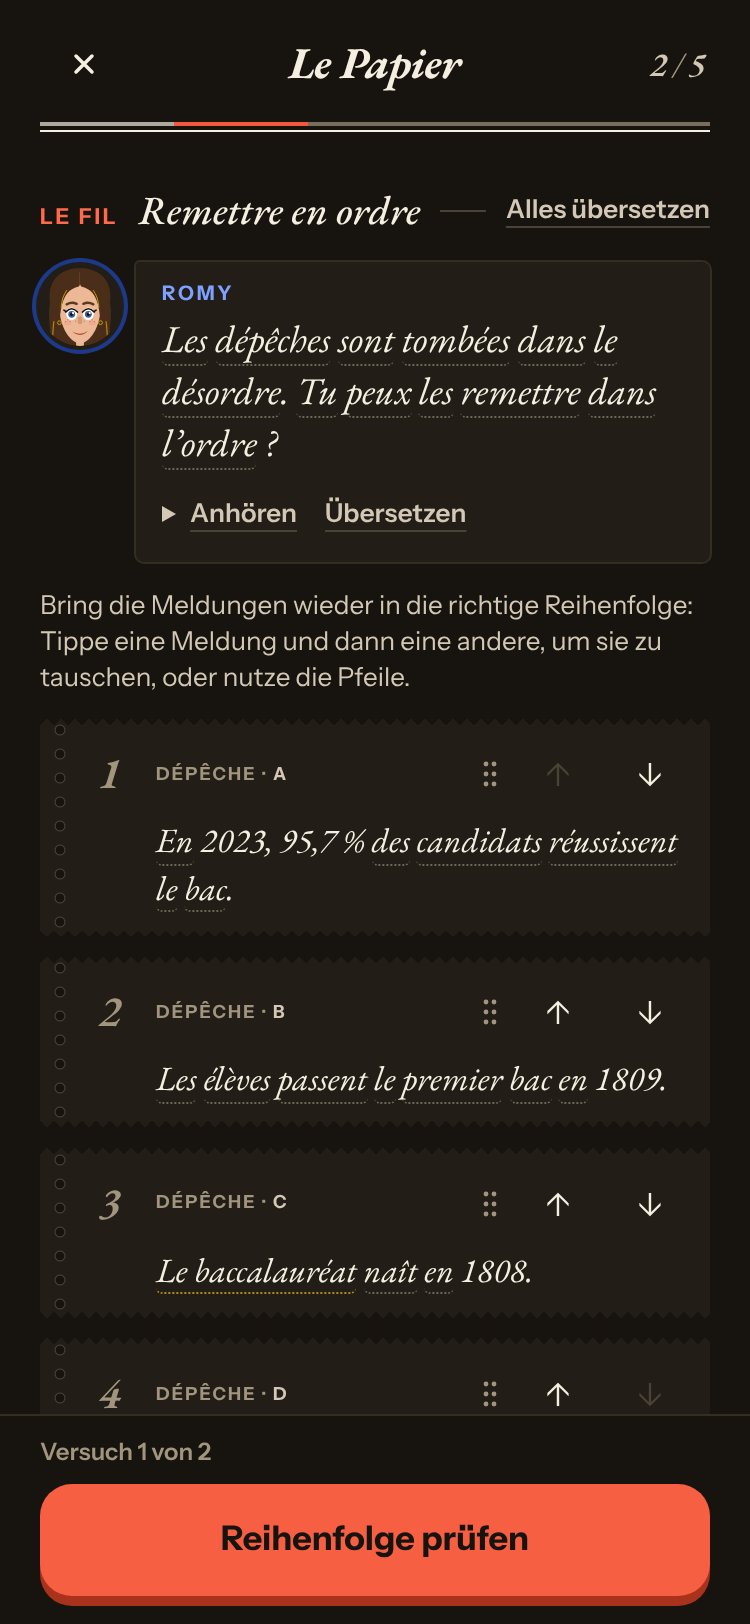 Le Papier
2 / 5
LE FIL Remettre en ordre Alles übersetzen
ROMY
Les dépêches sont tombées dans le
désordre. Tu peux les remettre dans
l’ordre ?
Anhören Übersetzen
Bring die Meldungen wieder in die richtige Reihenfolge:
Tippe eine Meldung und dann eine andere, um sie zu
tauschen, oder nutze die Pfeile.
1 DÉPÊCHE · A
En 2023, 95,7 % des candidats réussissent
le bac.
2 DÉPÊCHE · B
Les élèves passent le premier bac en 1809.
3 DÉPÊCHE · C
Le baccalauréat naît en 1808.
4 DÉPÊCHE · D
Versuch 1 von 2
Reihenfolge prüfen